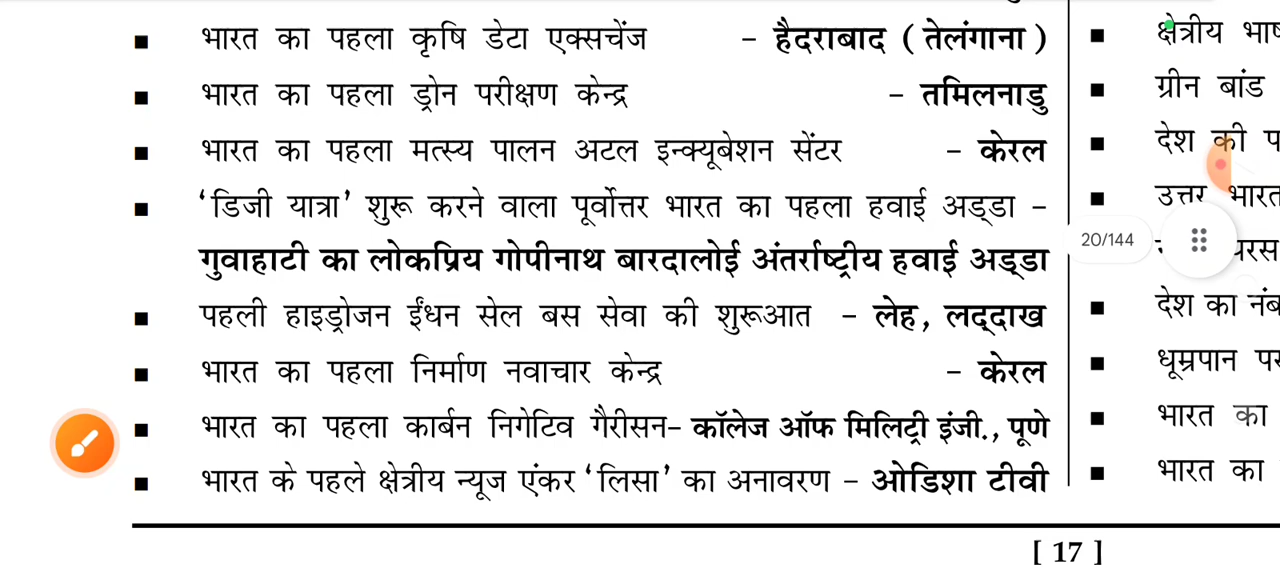 भारत का पहला कृषि डेटा एक्सचेंज - हैदराबाद ( तेलंगाना )
भारत का पहला ड्रोन परीक्षण केन्द्र - तमिलनाडु
भारत का पहला मत्स्य पालन अटल इन्क्यूबेशन सेंटर - केरल
‘डिजी यात्रा’ शुरू करने वाला पूर्वोत्तर भारत का पहला हवाई अड्डा -
गुवाहाटी का लोकप्रिय गोपीनाथ बारदालोई अंतर्राष्ट्रीय हवाई अड्डा
पहली हाइड्रोजन ईंधन सेल बस सेवा की शुरूआत - लेह, लद्दाख
भारत का पहला निर्माण नवाचार केन्द्र - केरल
भारत का पहला कार्बन निगेटिव गैरीसन- कॉलेज ऑफ मिलिट्री इंजी., पूणे
भारत के पहले क्षेत्रीय न्यूज एंकर ‘लिसा’ का अनावरण - ओडिशा टीवी
क्षेत्रीय
ग्रीन बांड
देश की
उत्तर भारत
देश का
धूम्रपान
भारत का
भारत का
20/144
[ 17 ]